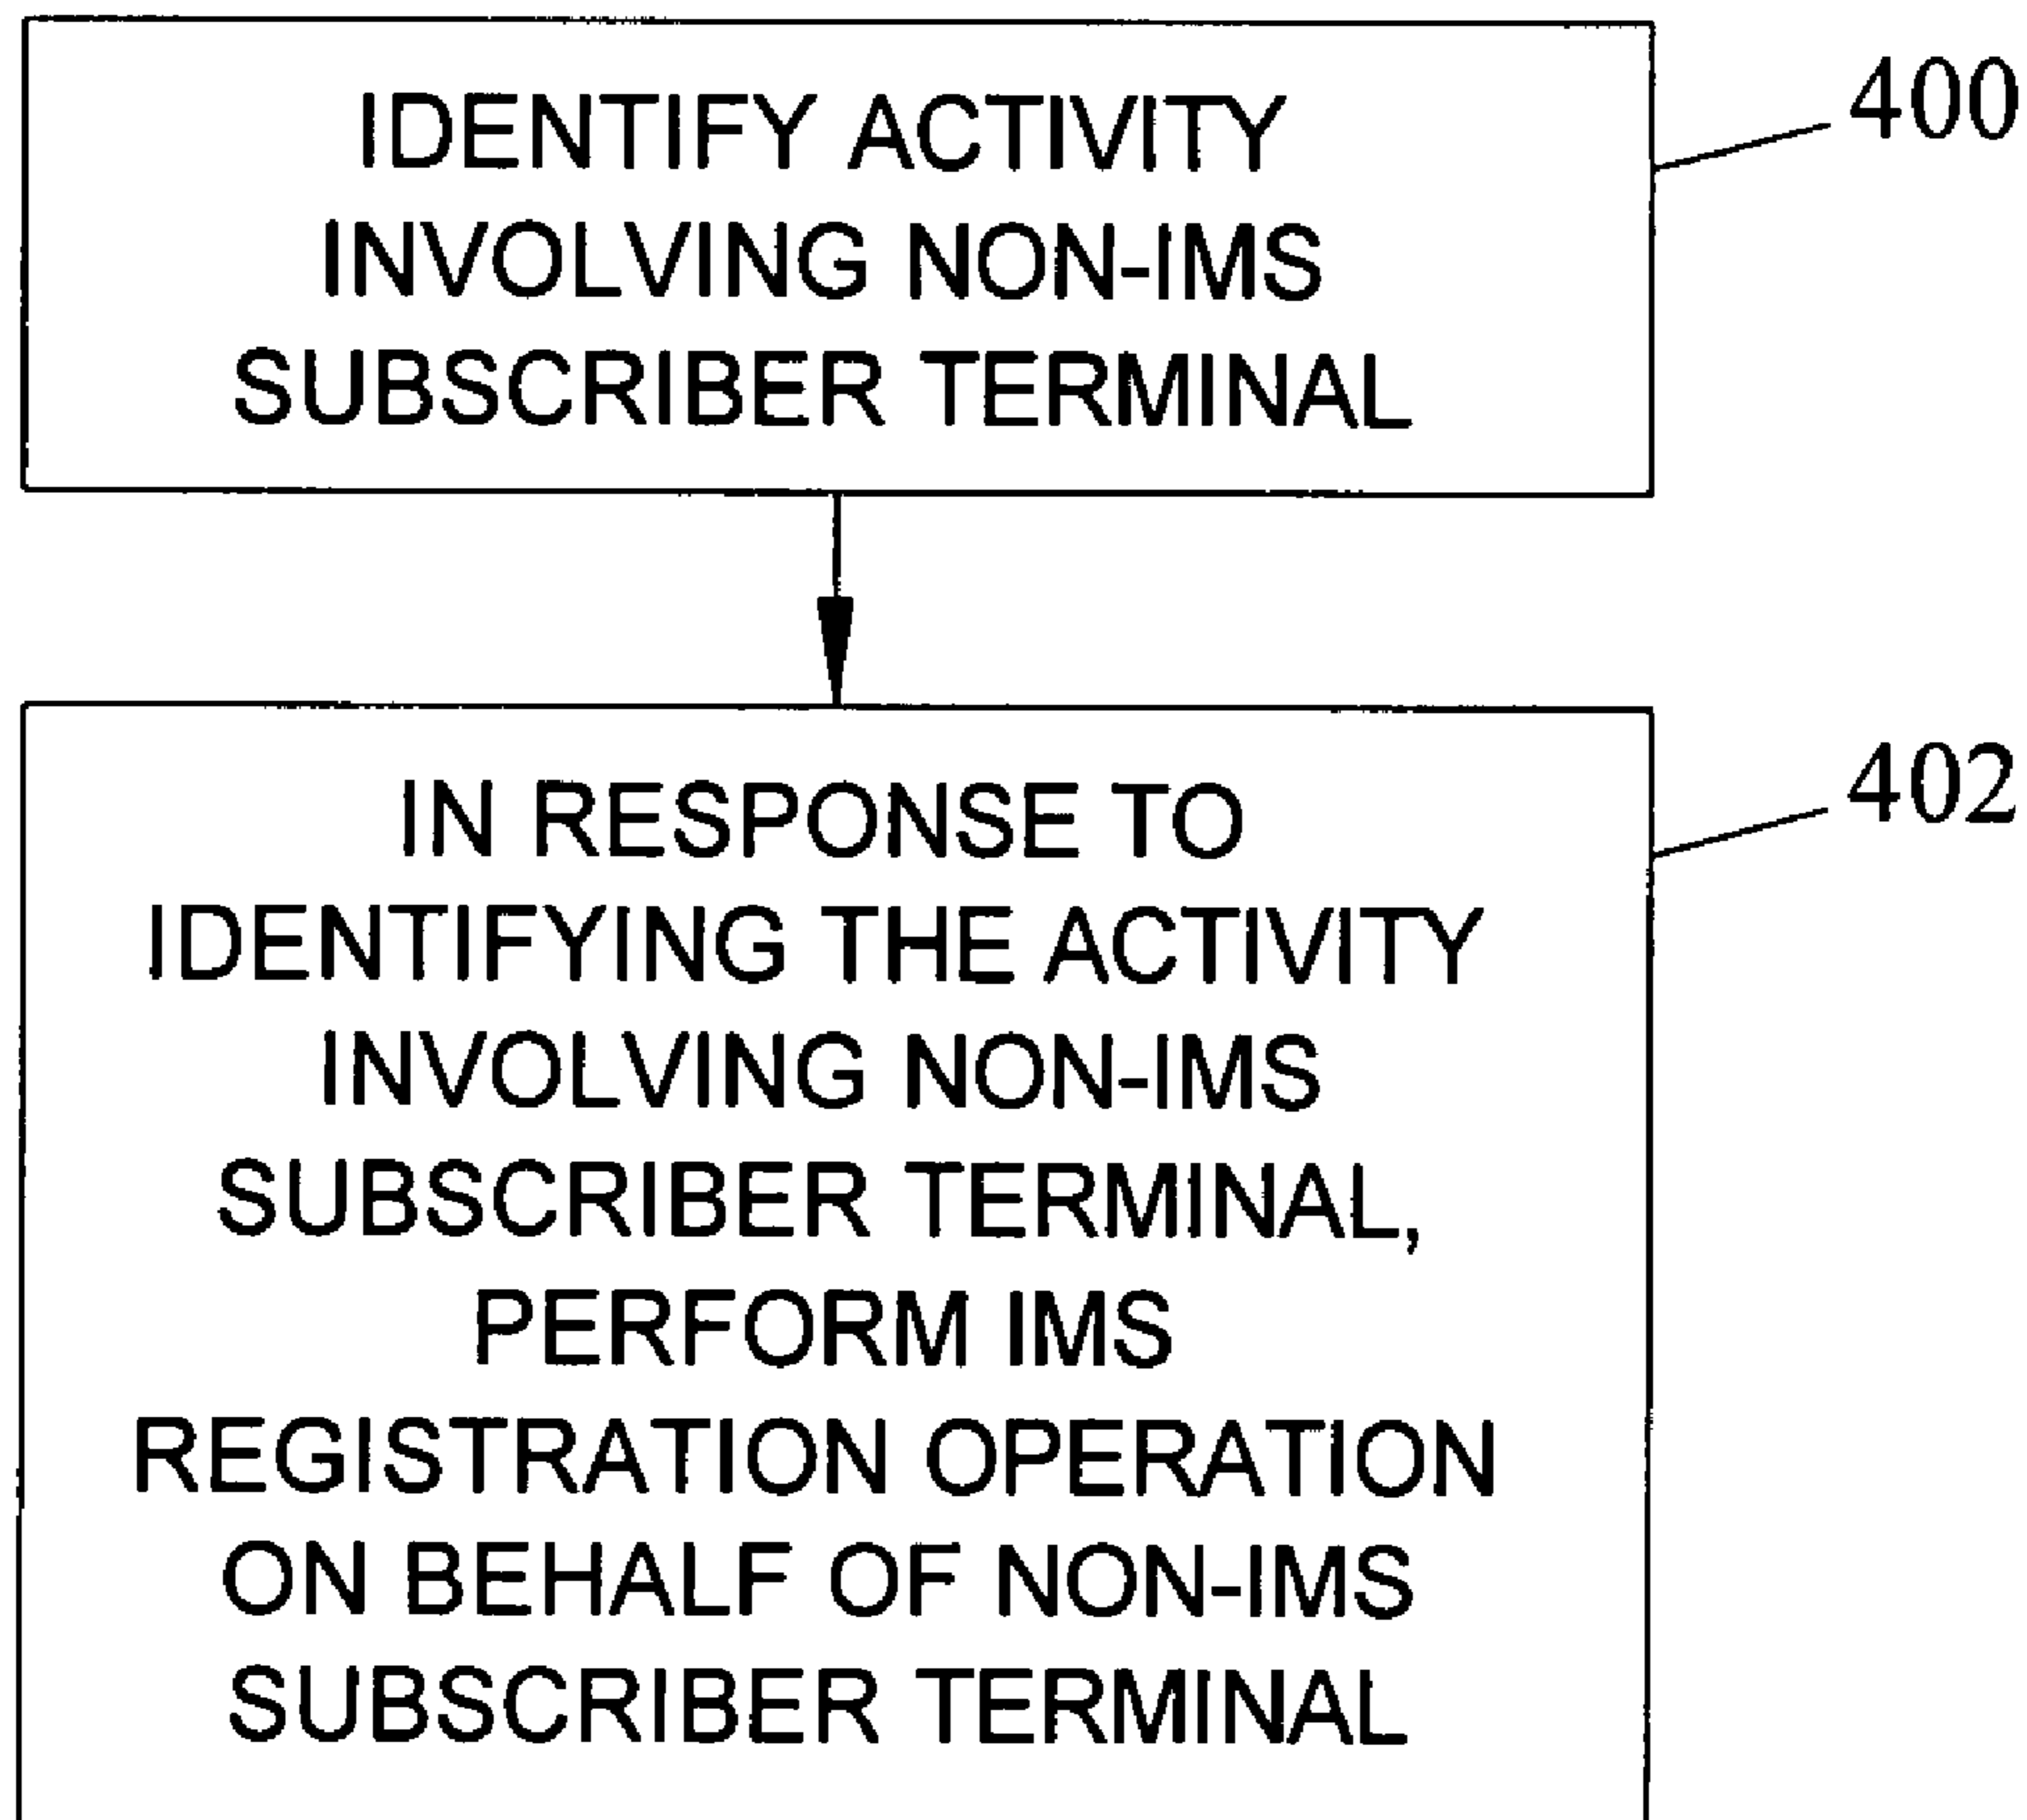 IDENTIFY ACTIVITY
INVOLVING NON-IMS
SUBSCRIBER TERMINAL
400
IN RESPONSE TO
IDENTIFYING THE ACTIVITY
INVOLVING NON-IMS
SUBSCRIBER TERMINAL,
PERFORM IMS
REGISTRATION OPERATION
ON BEHALF OF NON-IMS
SUBSCRIBER TERMINAL
402